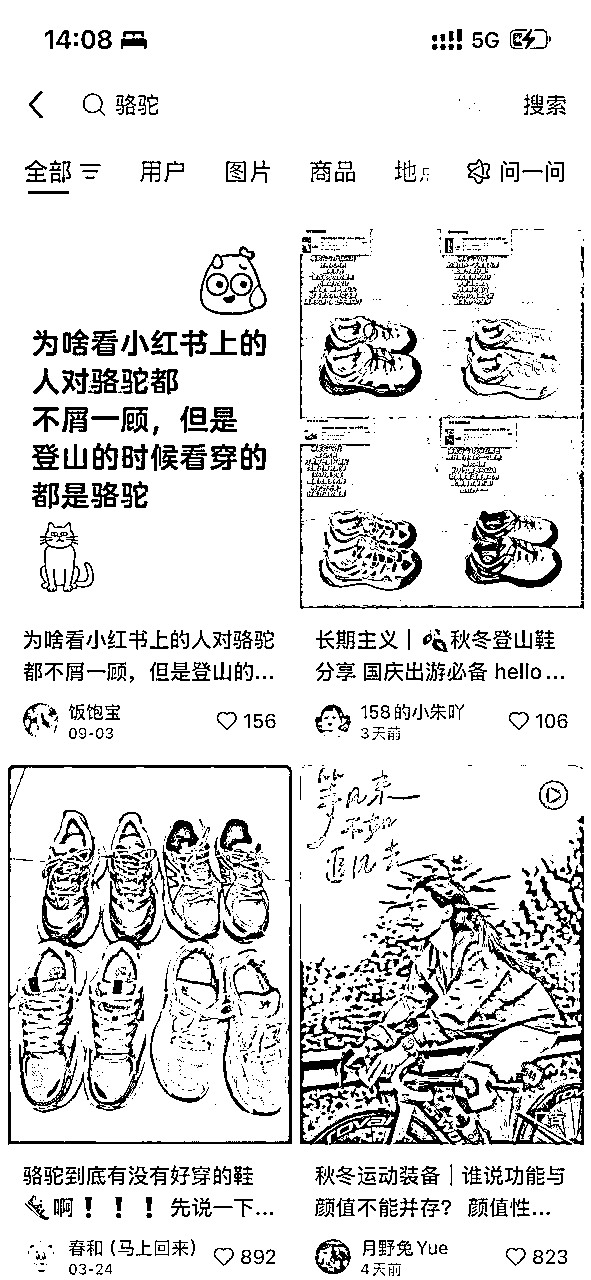 14:08
5G
骆驼
搜索
全部
用户
图片
商品
地
问一问
为啥看小红书上的
人对骆驼都
不屑一顾，但是
登山的时候看穿的
都是骆驼
为啥看小红书上的人对骆驼
都不屑一顾，但是登山的...
饭饱宝
09-03
156
长期主义｜秋冬登山鞋
分享 国庆出游必备 hello...
158的小朱吖
3天前
106
等风来
不如
追风去
骆驼到底有没有好穿的鞋
啊！！！先说一下...
春和（马上回来）
03-24
892
秋冬运动装备｜谁说功能与
颜值不能并存？颜值性...
月野兔Yue
4天前
823